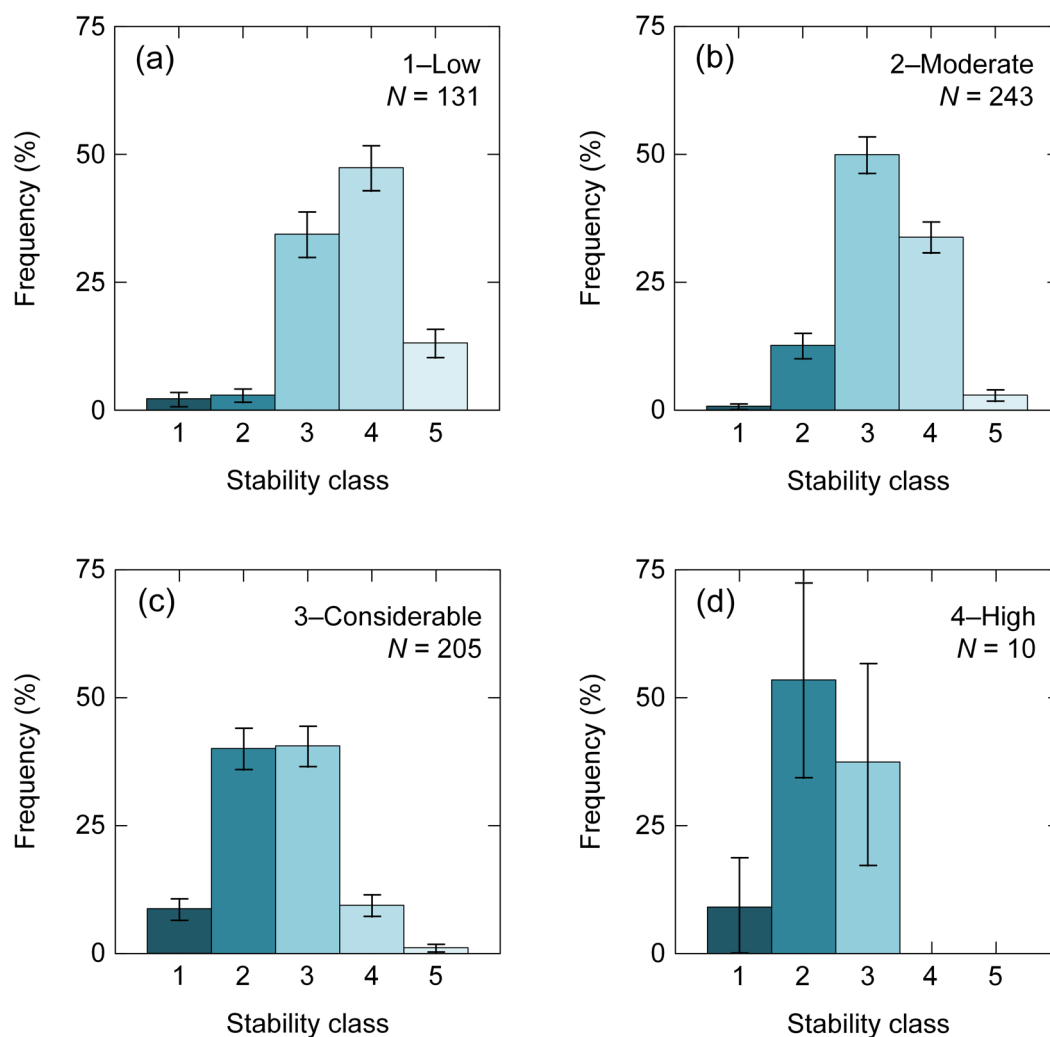 75
(a)
1–Low
N = 131
50
Frequency (%)
25
0
1 2 3 4 5
Stability class
75
(b)
2–Moderate
N = 243
50
Frequency (%)
25
0
1 2 3 4 5
Stability class
75
(c)
3–Considerable
N = 205
50
Frequency (%)
25
0
1 2 3 4 5
Stability class
75
(d)
4–High
N = 10
50
Frequency (%)
25
0
1 2 3 4 5
Stability class